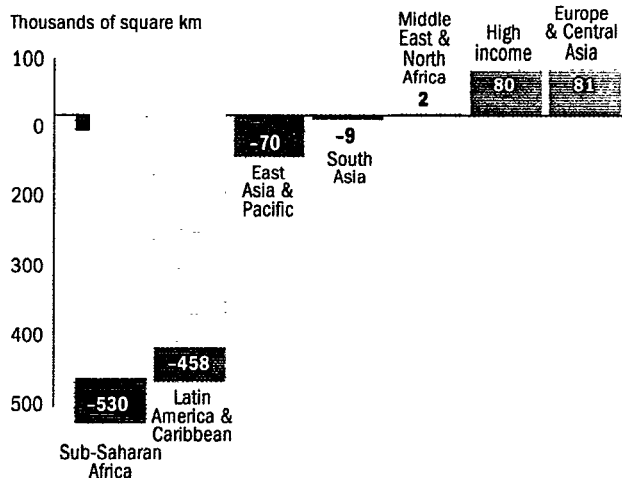 Thousands of square km
100
0
200
300
400
500
-530
Sub-Saharan
Africa
-458
Latin
America &
Caribbean
-70
East
Asia &
Pacific
-9
South
Asia
Middle
East &
North
Africa
2
High
income
80
Europe
& Central
Asia
81